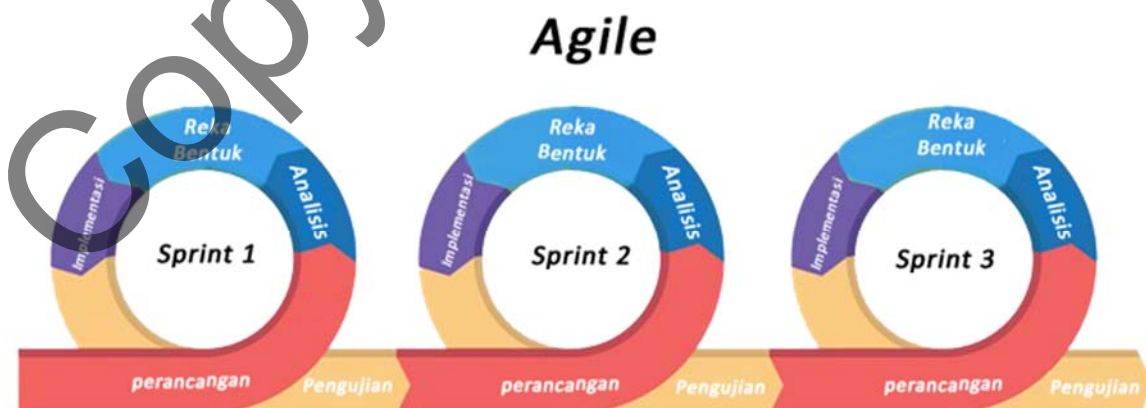 Copy
Agile
Reka
Bentuk
Analisis
Implementasi
Sprint 1
perancangan
Pengujian
Reka
Bentuk
Analisis
Implementasi
Sprint 2
perancangan
Pengujian
Reka
Bentuk
Analisis
Implementasi
Sprint 3
perancangan
Pengujian